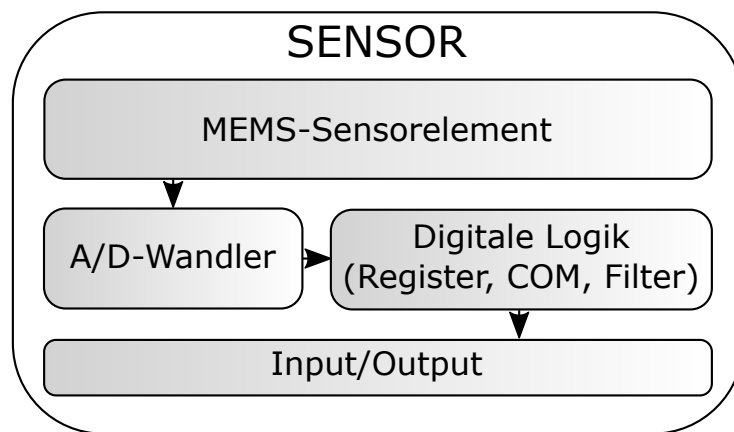 SENSOR
MEMS-Sensorelement
A/D-Wandler
Digitale Logik
(Register, COM, Filter)
Input/Output